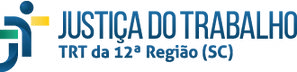 JUSTIÇA DO TRABALHO
TRT da 12ª Região (SC)